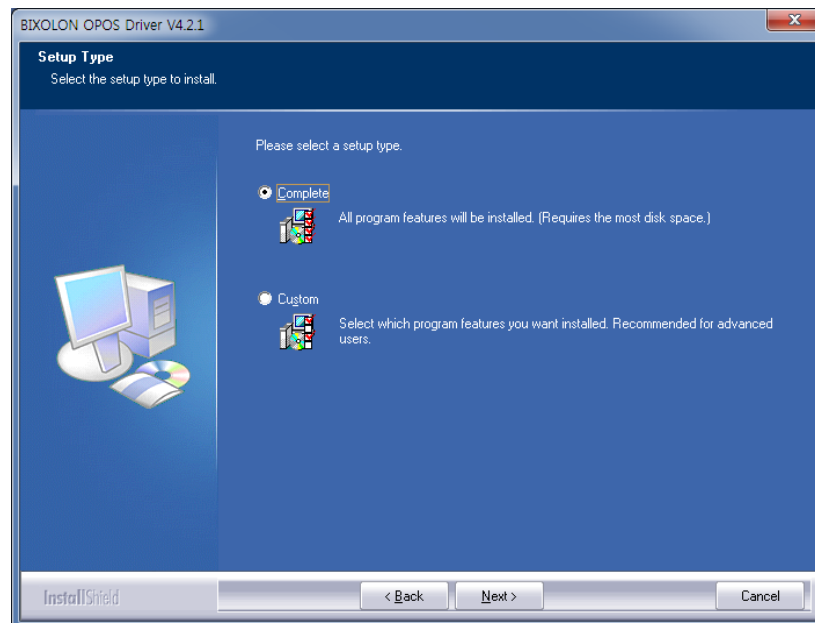 BIXOLON OPOS Driver V4.2.1
Setup Type
Select the setup type to install.
Please select a setup type.
Complete
All program features will be installed. (Requires the most disk space.)
Custom
Select which program features you want installed. Recommended for advanced
users.
InstallShield
< Back
Next >
Cancel